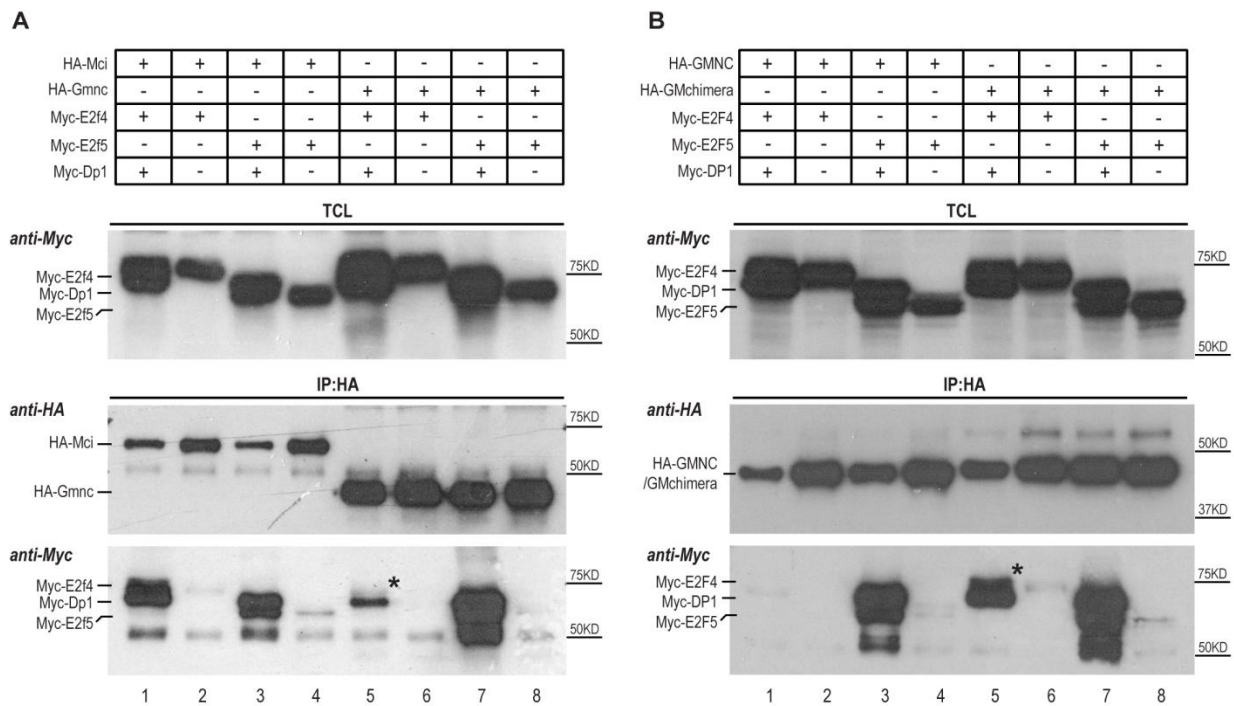 A
HA-Mci + + + + - - - -
HA-Gmnc - - - - + + + +
Myc-E2f4 + + - - + + - -
Myc-E2f5 - - + + - - + +
Myc-Dp1 + - + - + - + -
TCL
anti-Myc
75KD
Myc-E2f4
Myc-Dp1
Myc-E2f5
50KD
IP:HA
anti-HA
75KD
HA-Mci
50KD
HA-Gmnc
anti-Myc
*
Myc-E2f4
75KD
Myc-Dp1
Myc-E2f5
50KD
1 2 3 4 5 6 7 8
B
HA-GMNC + + + + - - - -
HA-GMchimera - - - - + + + +
Myc-E2F4 + + - - + + - -
Myc-E2F5 - - + + - - + +
Myc-DP1 + - + - + - + -
TCL
anti-Myc
75KD
Myc-E2F4
Myc-DP1
Myc-E2F5
50KD
IP:HA
anti-HA
50KD
HA-GMNC
/GMchimera
37KD
anti-Myc
*
Myc-E2F4
75KD
Myc-DP1
Myc-E2F5
50KD
1 2 3 4 5 6 7 8